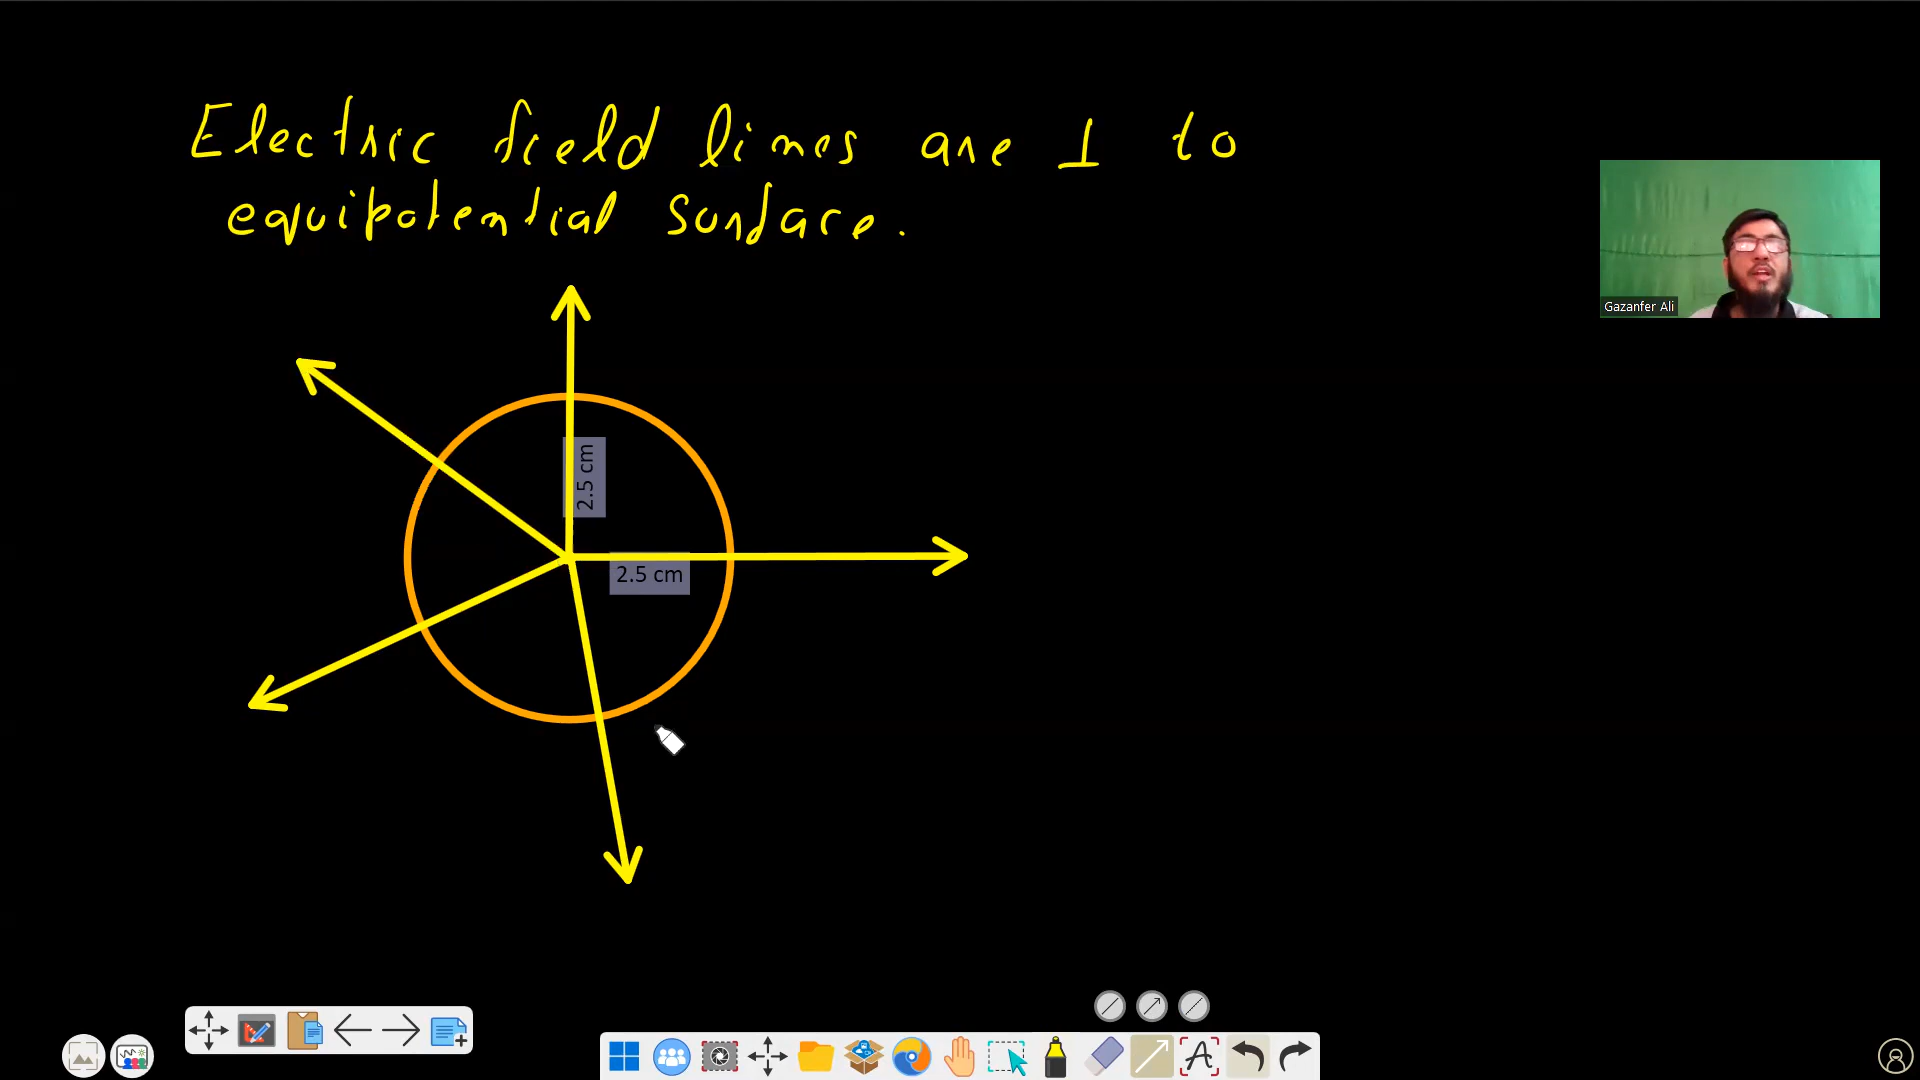 Electric field lines are ⊥ to
equipotential surface.
Gazanfer Ali
2.5 cm
2.5 cm